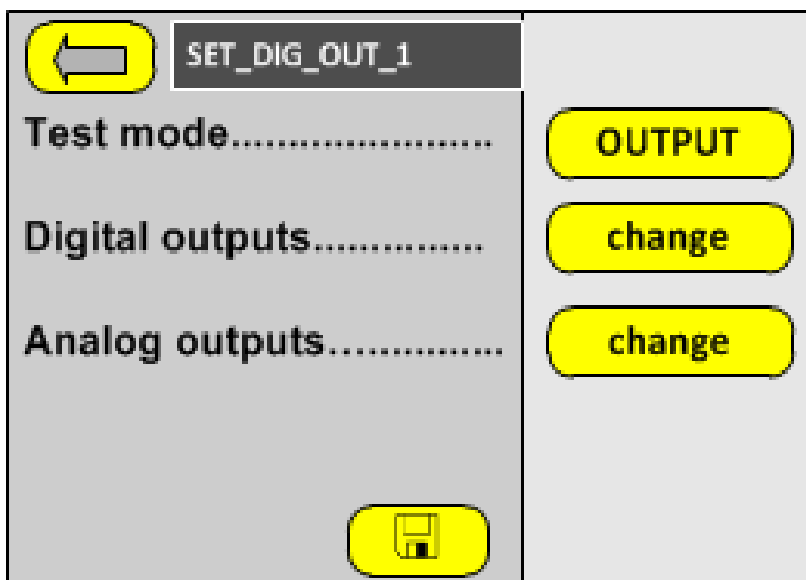 SET_DIG_OUT_1
Test mode....................... OUTPUT
Digital outputs............... change
Analog outputs................ change